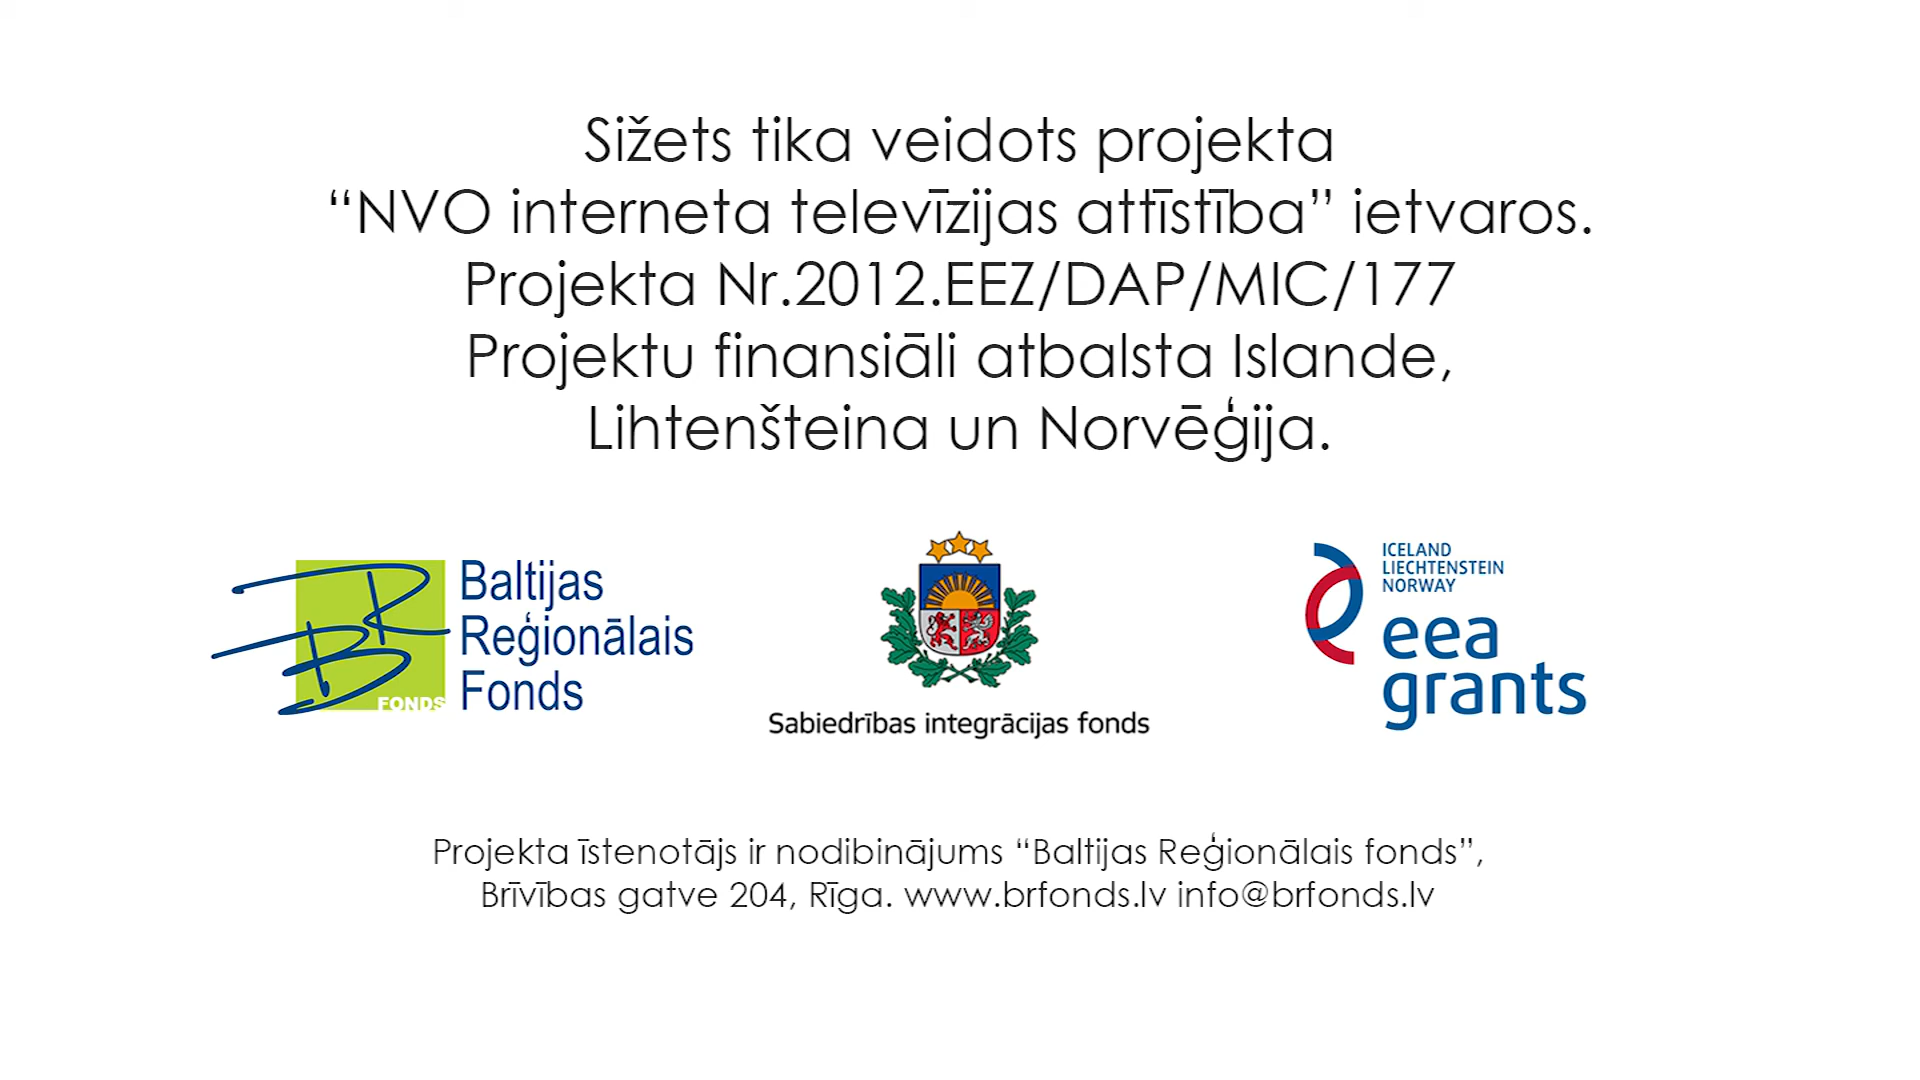 Sižets tika veidots projekta
“NVO interneta televīzijas attīstība” ietvaros.
Projekta Nr.2012.EEZ/DAP/MIC/177
Projektu finansiāli atbalsta Islande,
Lihtenšteina un Norvēģija.
BR
FONDS
Baltijas
Reģionālais
Fonds
Sabiedrības integrācijas fonds
ICELAND
LIECHTENSTEIN
NORWAY
eea
grants
Projekta īstenotājs ir nodibinājums “Baltijas Reģionālais fonds”,
Brīvības gatve 204, Rīga. www.brfonds.lv info@brfonds.lv